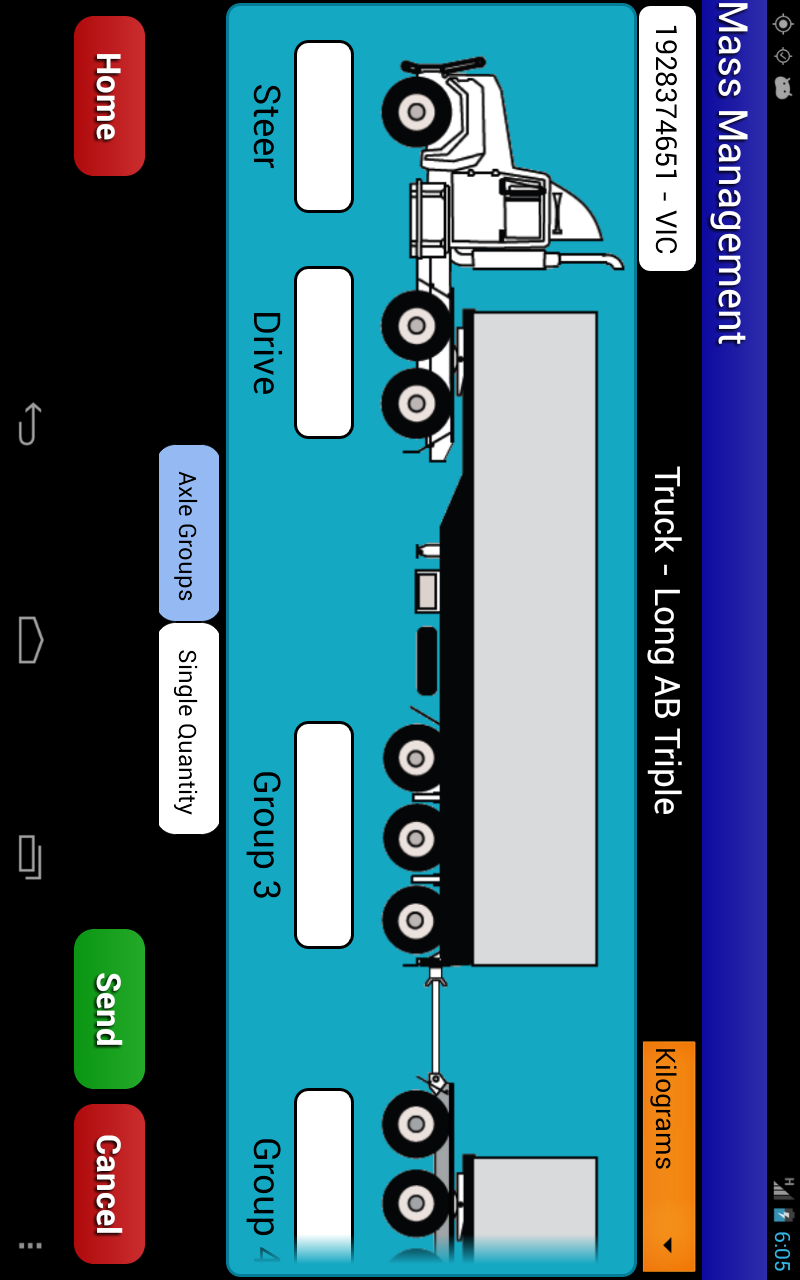 H 6:05
Mass Management
1928374651 - VIC
Truck - Long AB Triple
Kilograms
Steer
Drive
Group 3
Group 4
Axle Groups
Single Quantity
Home
Send
Cancel